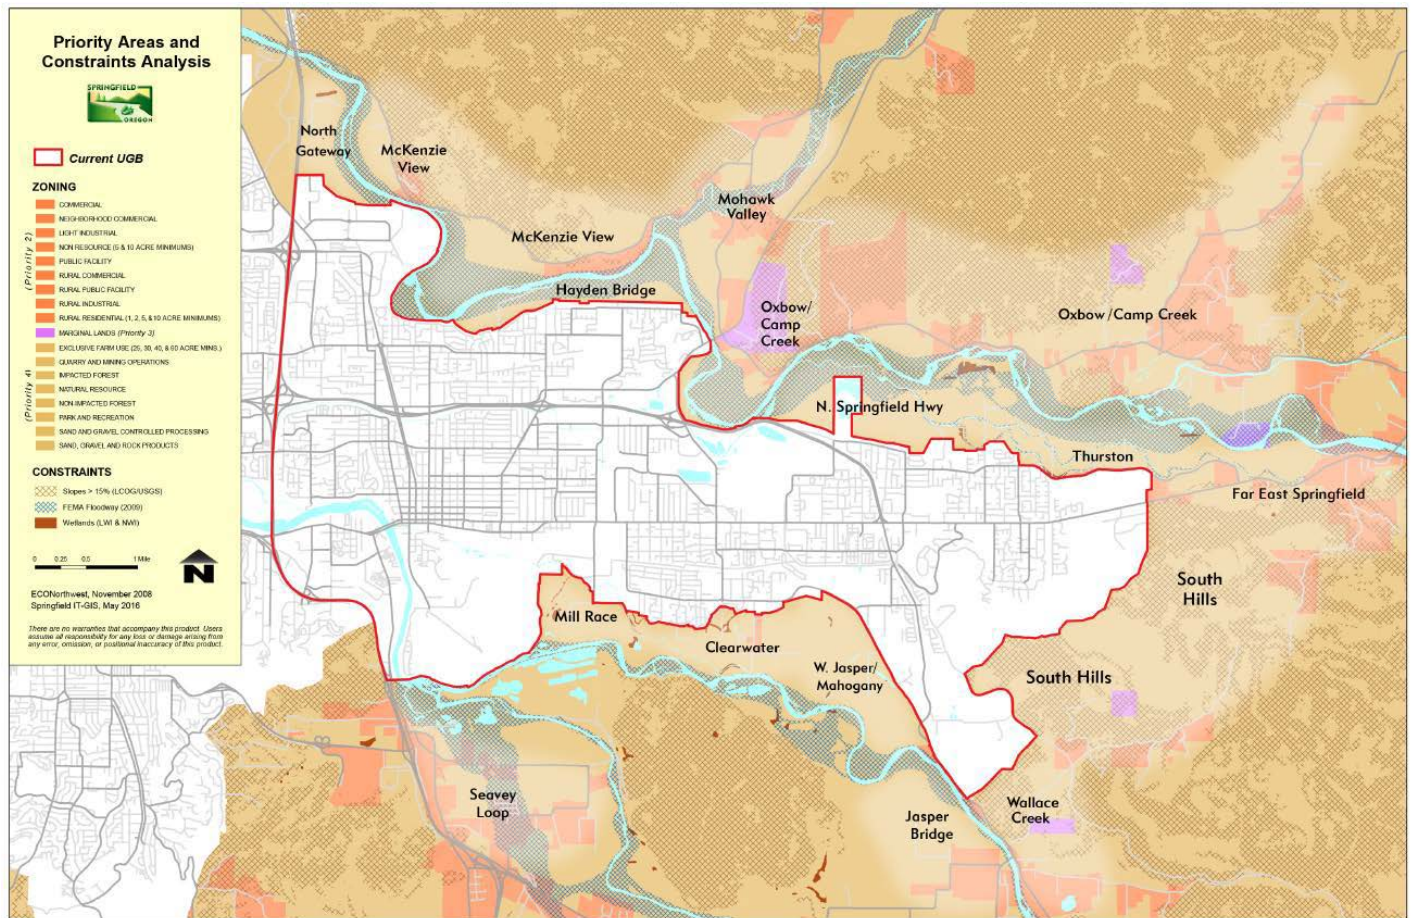 Priority Areas and
Constraints Analysis
SPRINGFIELD
OREGON
Current UGB
ZONING
COMMERCIAL
NEIGHBORHOOD COMMERCIAL
LIGHT INDUSTRIAL
NON RESOURCE (5 & 10 ACRE MINIMUMS)
PUBLIC FACILITY
RURAL COMMERCIAL
RURAL PUBLIC FACILITY
RURAL INDUSTRIAL
RURAL RESIDENTIAL (1, 2, 5, & 10 ACRE MINIMUMS)
(Priority 2)
MARGINAL LANDS (Priority 3)
EXCLUSIVE FARM USE (25, 30, 40, & 60 ACRE MINS.)
QUARRY AND MINING OPERATIONS
IMPACTED FOREST
NATURAL RESOURCE
NON-IMPACTED FOREST
PARK AND RECREATION
SAND AND GRAVEL CONTROLLED PROCESSING
SAND, GRAVEL AND ROCK PRODUCTS
(Priority 4)
CONSTRAINTS
Slopes > 15% (LCOG/USGS)
FEMA Floodway (2009)
Wetlands (LWI & NWI)
0 0.25 0.5 1 Mile
N
ECONorthwest, November 2008
Springfield IT-GIS, May 2016
There are no warranties that accompany this product. Users
assume all responsibility for any loss or damage arising from
any error, omission, or positional inaccuracy of this product.
North
Gateway
McKenzie
View
Mohawk
Valley
McKenzie View
Hayden Bridge
Oxbow/
Camp
Creek
Oxbow /Camp Creek
N. Springfield Hwy
Thurston
Far East Springfield
South
Hills
Mill Race
Clearwater
W. Jasper/
Mahogany
South Hills
Seavey
Loop
Jasper
Bridge
Wallace
Creek